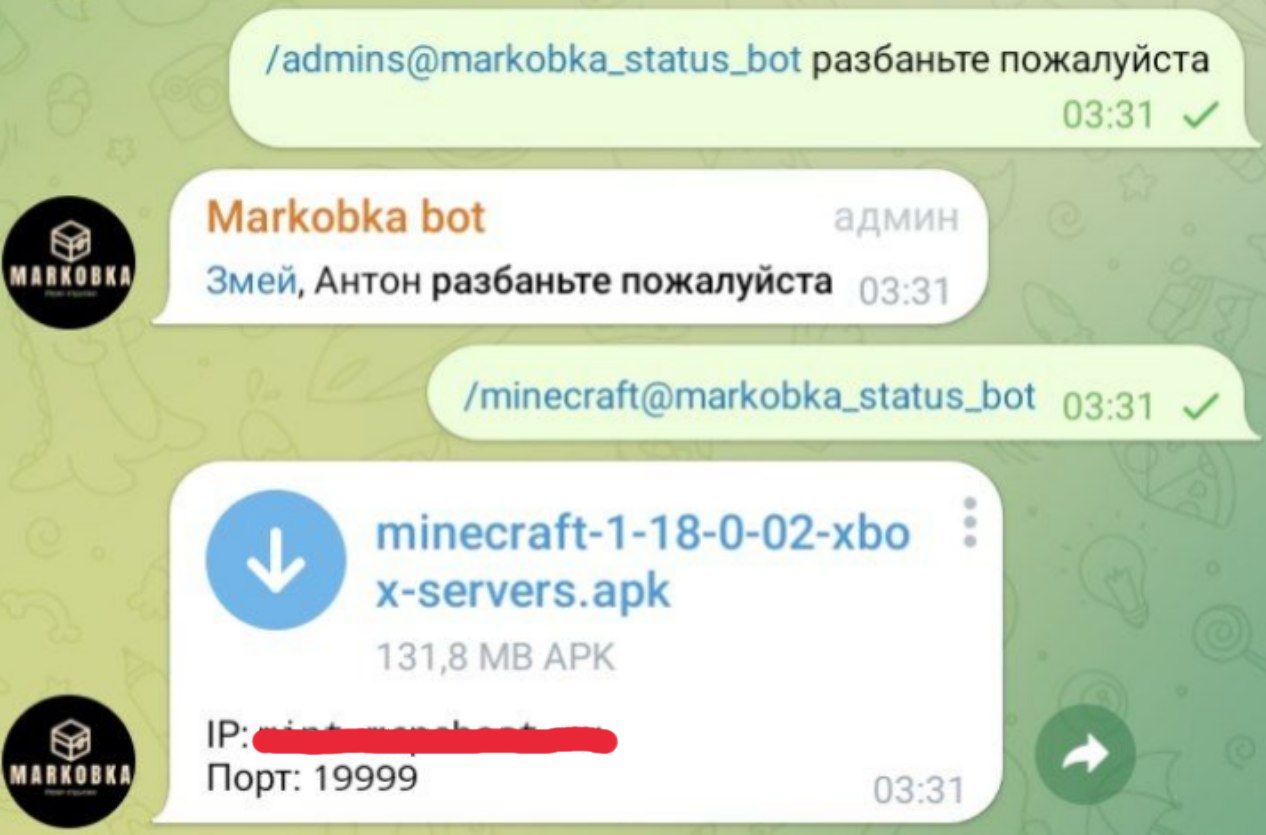 /admins@markobka_status_bot разбаньте пожалуйста
03:31
Markobka bot админ
Змей, Антон разбаньте пожалуйста 03:31
MARKOBKA
/minecraft@markobka_status_bot 03:31
minecraft-1-18-0-02-xbo
x-servers.apk
131,8 MB APK
IP:
Порт: 19999
03:31
MARKOBKA